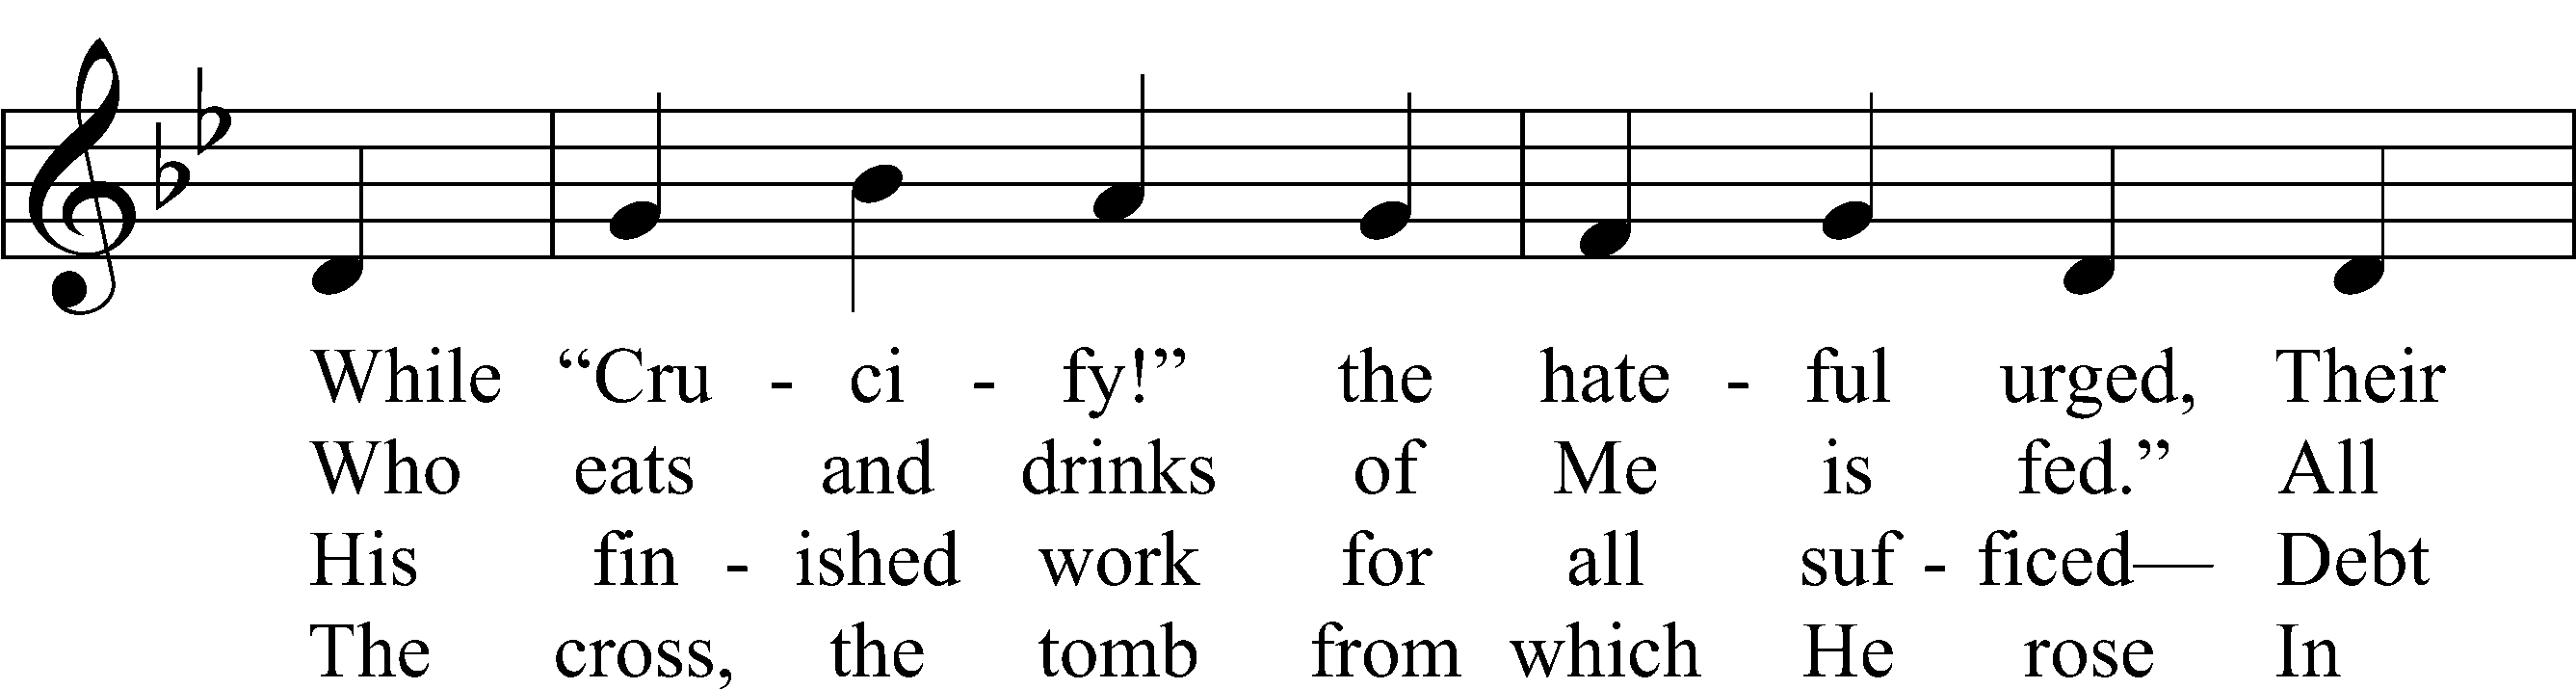 While “Cru - ci - fy!” the hate - ful urged, Their
Who eats and drinks of Me is fed.” All
His fin - ished work for all suf - ficed— Debt
The cross, the tomb from which He rose In